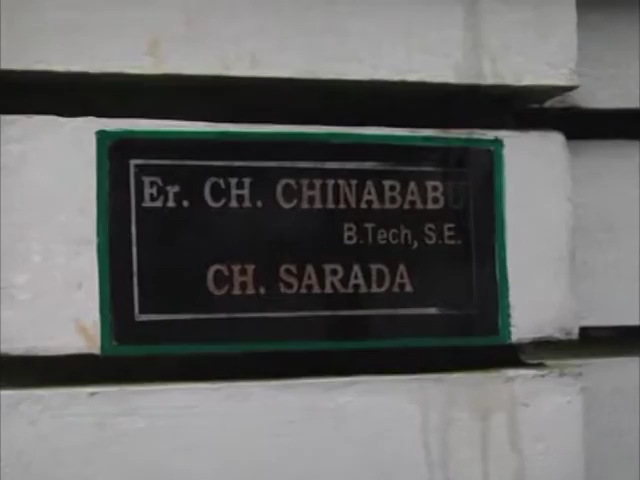 Er. CH. CHINABABU
B.Tech, S.E.
CH. SARADA